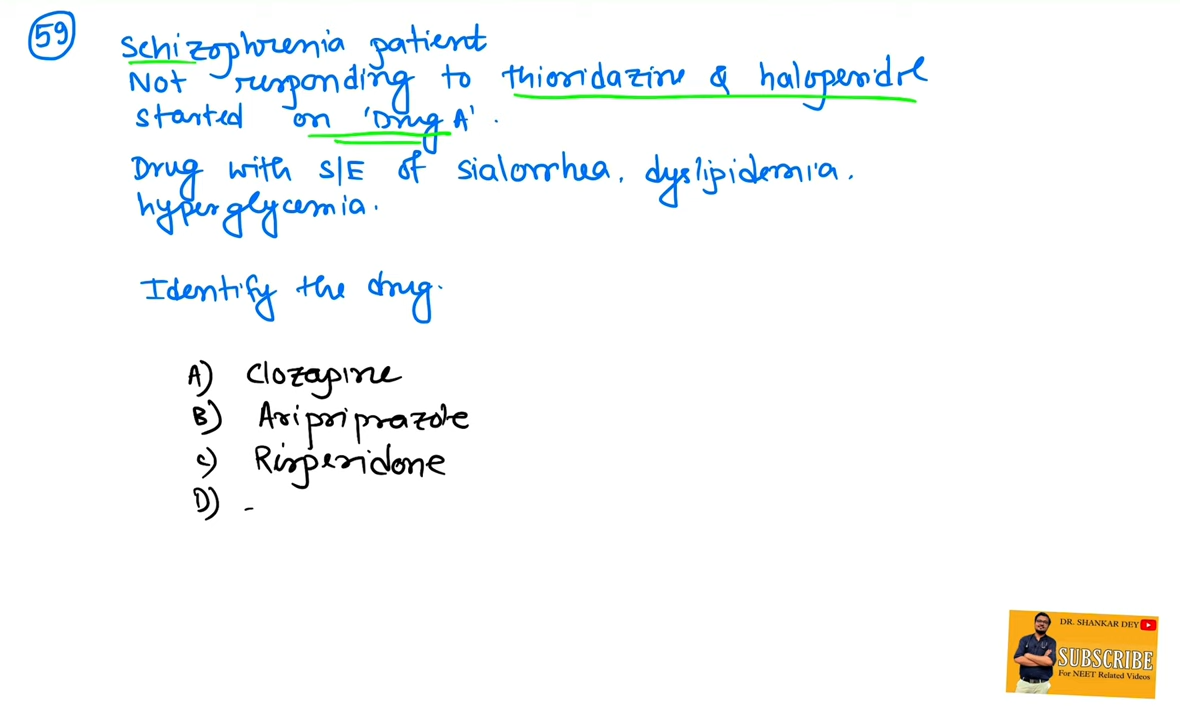 59
Schizophrenia patient
Not responding to thioridazine & haloperidol
started on 'Drug A'.
Drug with S/E of sialorrhea, dyslipidemia,
hyperglycemia.
Identify the drug.
A) Clozapine
B) Aripriprazole
C) Risperidone
D) -
DR. SHANKAR DEY
SUBSCRIBE
For NEET Related Videos